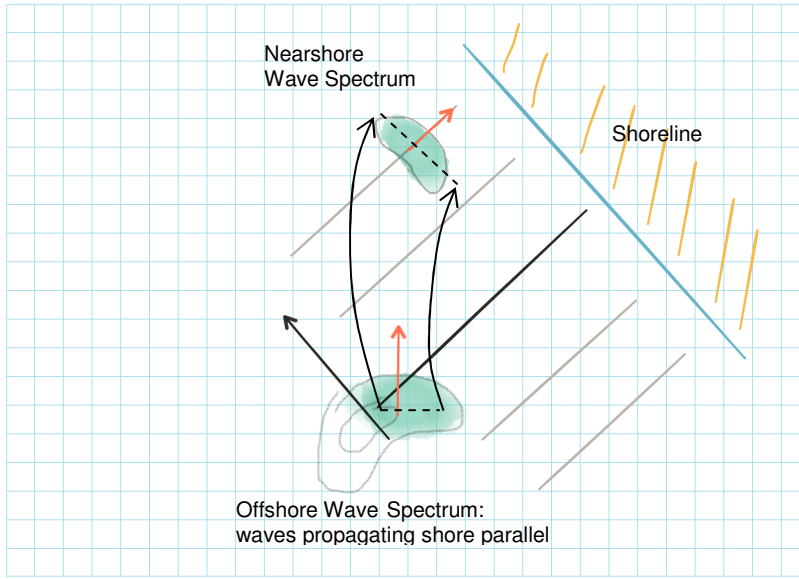 Nearshore
Wave Spectrum
Shoreline
Offshore Wave Spectrum:
waves propagating shore parallel